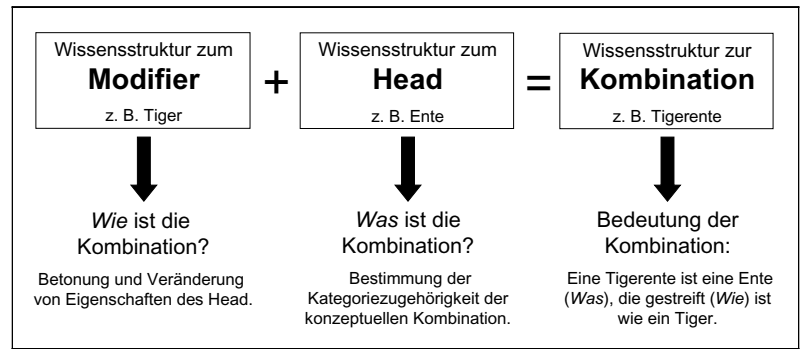 Wissensstruktur zum
Modifier
z. B. Tiger
+
Wissensstruktur zum
Head
z. B. Ente
=
Wissensstruktur zur
Kombination
z. B. Tigerente
Wie ist die
Kombination?
Betonung und Veränderung
von Eigenschaften des Head.
Was ist die
Kombination?
Bestimmung der
Kategoriezugehörigkeit der
konzeptuellen Kombination.
Bedeutung der
Kombination:
Eine Tigerente ist eine Ente
(Was), die gestreift (Wie) ist
wie ein Tiger.